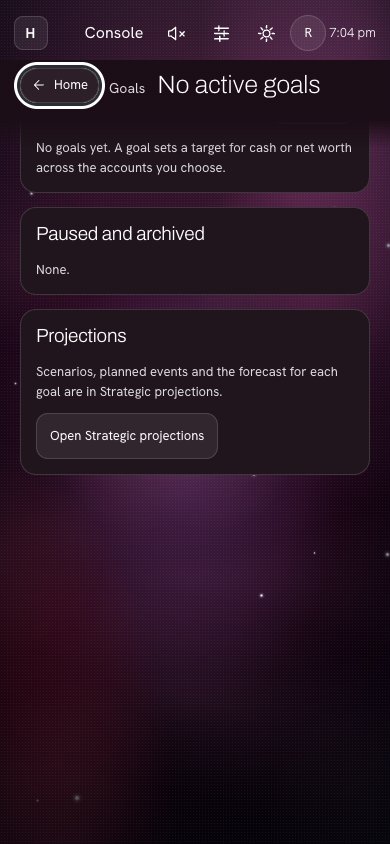 H Console R 7:04 pm
Home Goals No active goals
No goals yet. A goal sets a target for cash or net worth
across the accounts you choose.
Paused and archived
None.
Projections
Scenarios, planned events and the forecast for each
goal are in Strategic projections.
Open Strategic projections